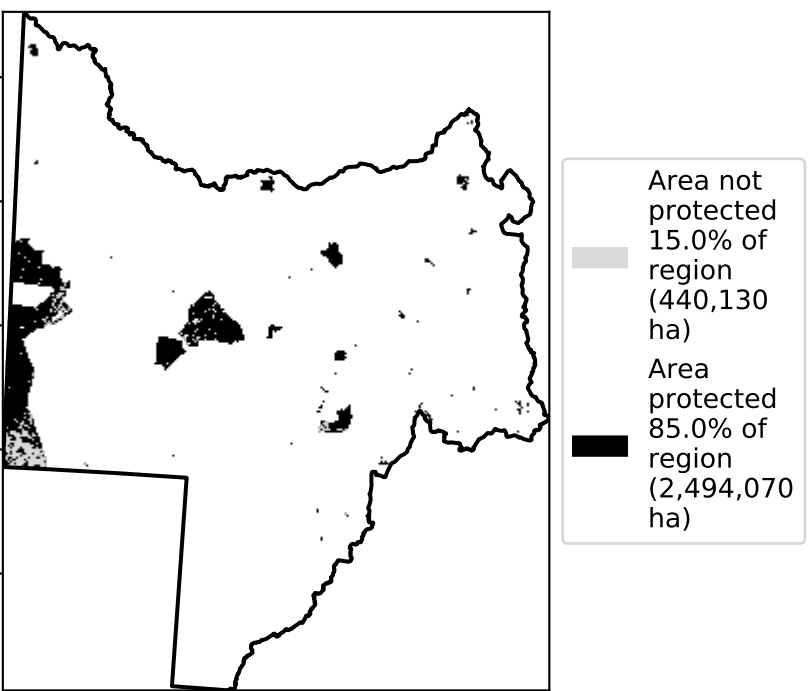 Area not
protected
15.0% of
region
(440,130
ha)
Area
protected
85.0% of
region
(2,494,070
ha)